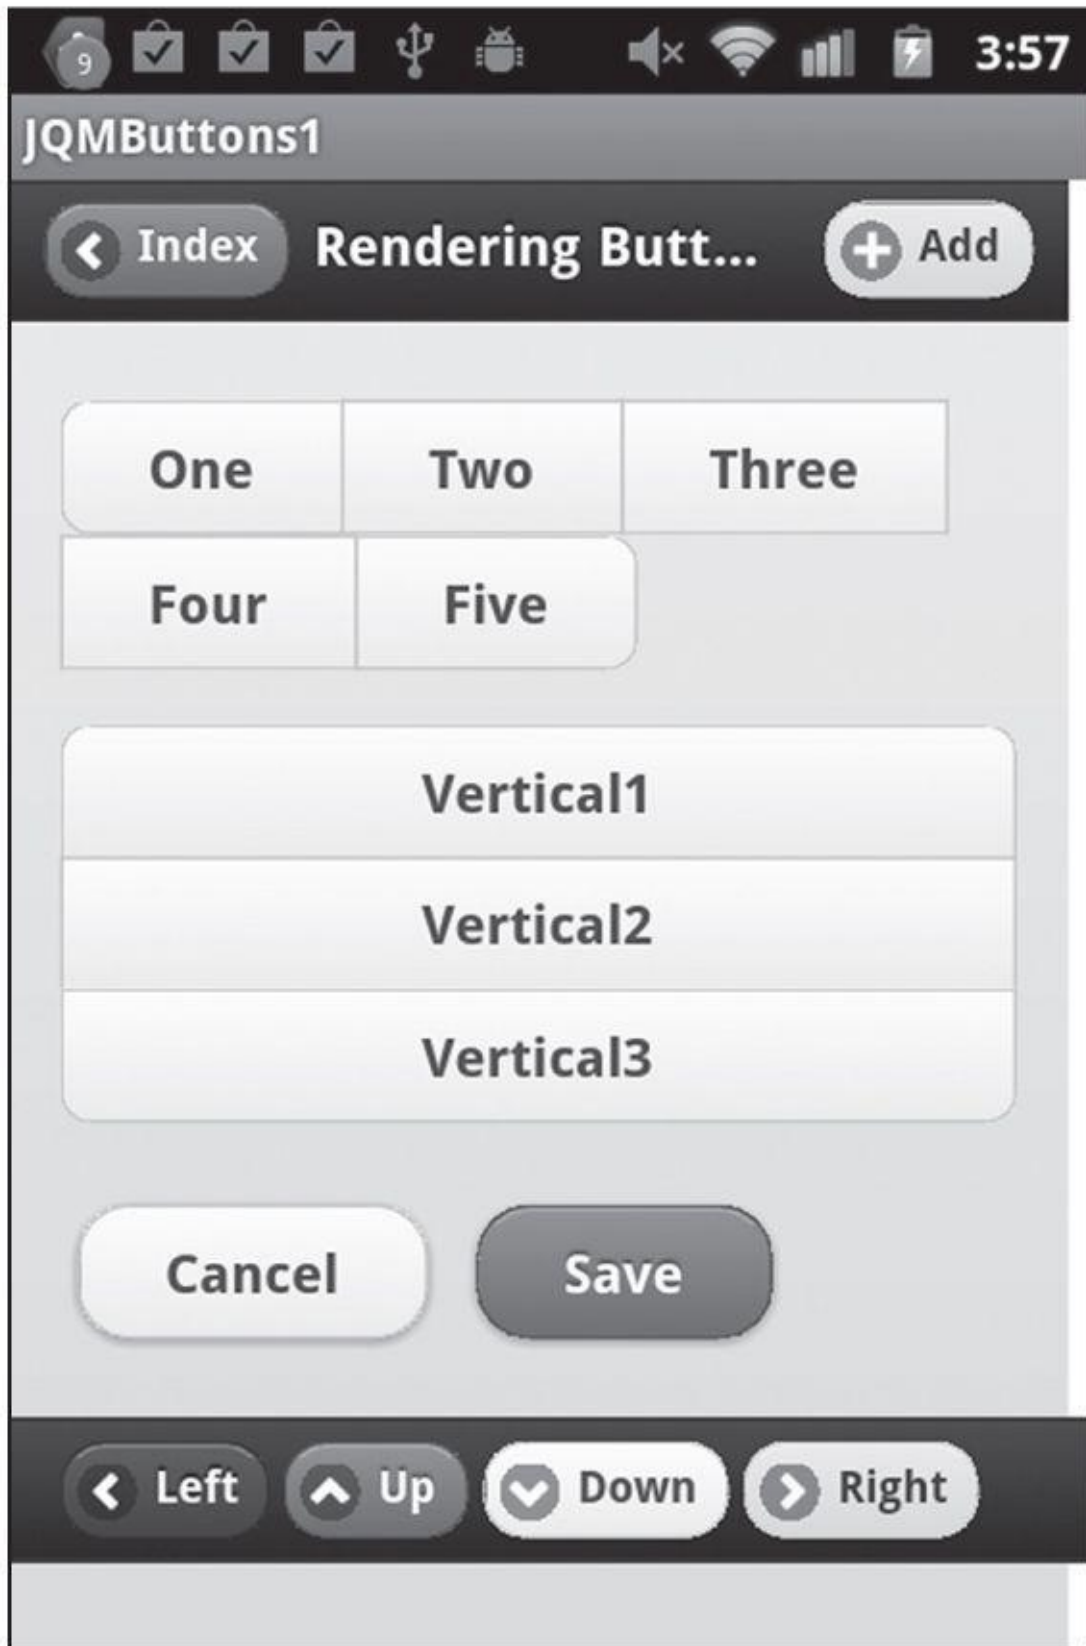 9 3:57
JQMButtons1
Index Rendering Butt... Add
One Two Three
Four Five
Vertical1
Vertical2
Vertical3
Cancel Save
Left Up Down Right